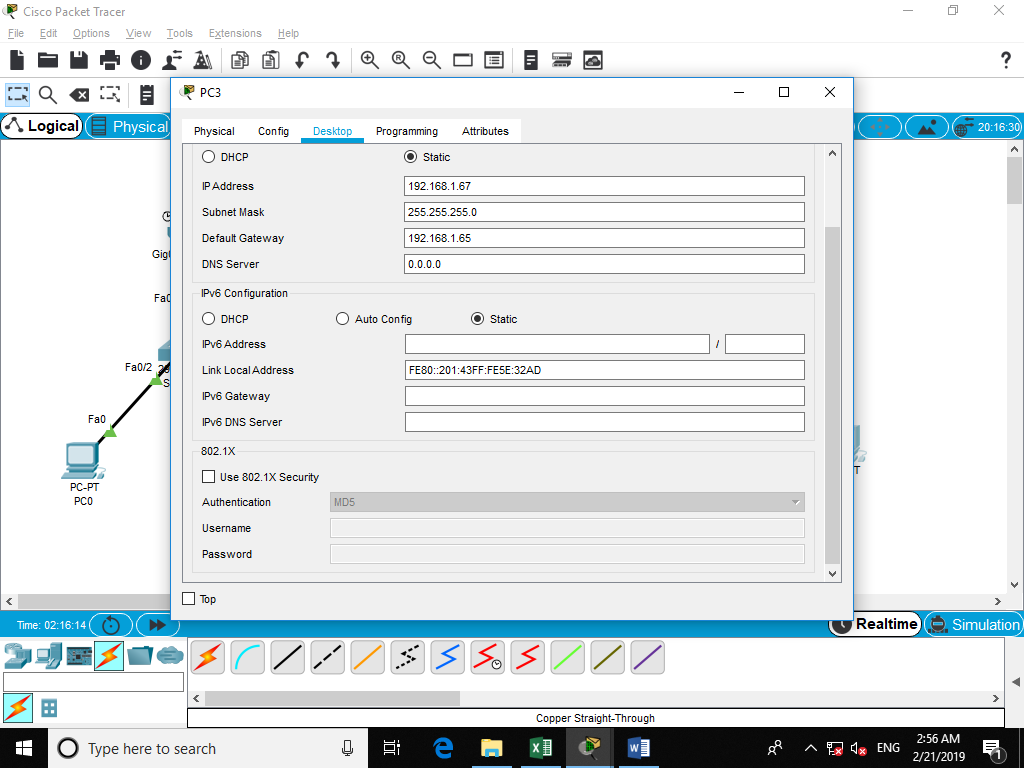 Cisco Packet Tracer
File Edit Options View Tools Extensions Help
PC3
Logical
Physical
20:16:30
Physical Config Desktop Programming Attributes
DHCP
Static
IP Address
192.168.1.67
Subnet Mask
255.255.255.0
Default Gateway
192.168.1.65
DNS Server
0.0.0.0
IPv6 Configuration
DHCP
Auto Config
Static
IPv6 Address
/
Link Local Address
FE80::201:43FF:FE5E:32AD
IPv6 Gateway
IPv6 DNS Server
802.1X
Use 802.1X Security
Authentication
MD5
Username
Password
Top
Fa0/2
Fa0
PC-PT
PC0
Time: 02:16:14
Realtime
Simulation
Copper Straight-Through
Type here to search
ENG
2:56 AM
2/21/2019
1